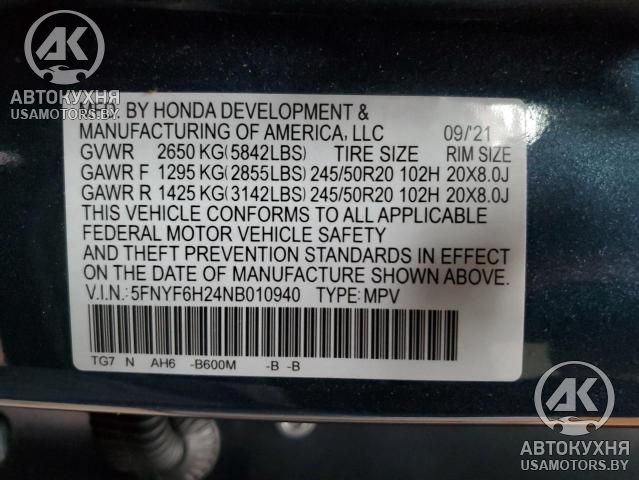 AK
АВТОКУХНЯ
USAMOTORS.BY
MFD. BY HONDA DEVELOPMENT &
MANUFACTURING OF AMERICA, LLC 09/'21
GVWR 2650 KG(5842LBS) TIRE SIZE RIM SIZE
GAWR F 1295 KG(2855LBS) 245/50R20 102H 20X8.0J
GAWR R 1425 KG(3142LBS) 245/50R20 102H 20X8.0J
THIS VEHICLE CONFORMS TO ALL APPLICABLE
FEDERAL MOTOR VEHICLE SAFETY
AND THEFT PREVENTION STANDARDS IN EFFECT
ON THE DATE OF MANUFACTURE SHOWN ABOVE.
V.I.N.:5FNYF6H24NB010940 TYPE:MPV
TG7 N AH6 -B600M -B -B
AK
АВТОКУХНЯ
USAMOTORS.BY